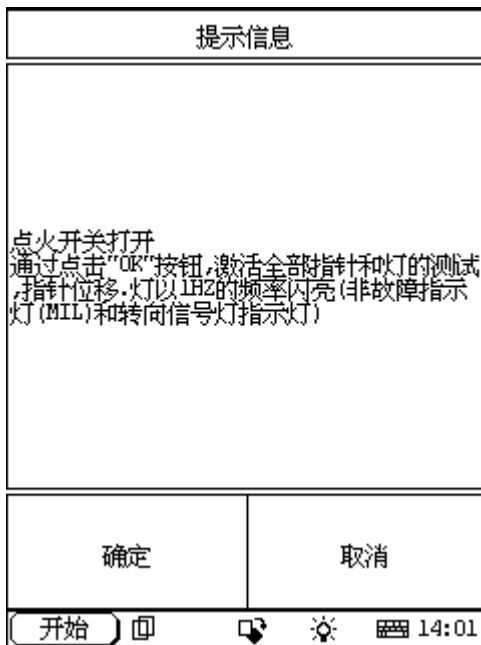 提示信息
点火开关打开
通过点击"OK"按钮,激活全部指针和灯的测试
,指针位移.灯以1HZ的频率闪亮(非故障指示
灯(MIL)和转向信号灯指示灯)
确定
取消
开始
14:01